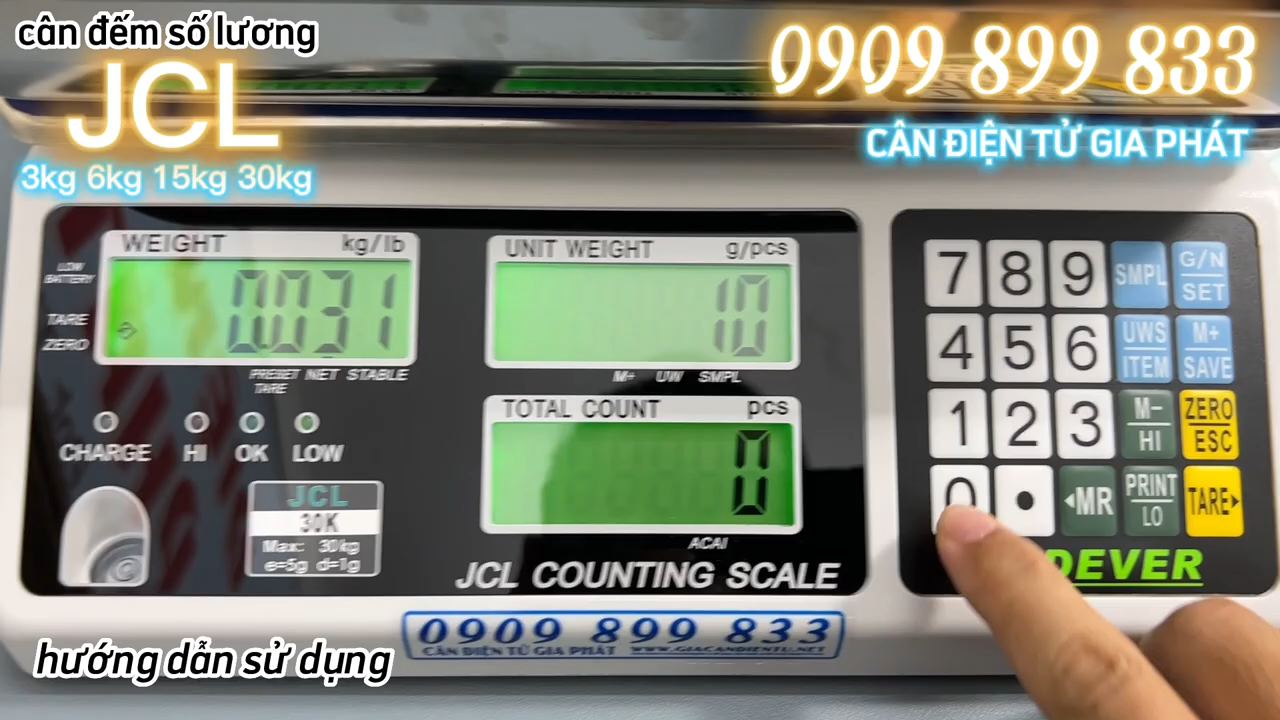 cân đếm số lương
JCL
3kg 6kg 15kg 30kg
0909 899 833
CÂN ĐIỆN TỬ GIA PHÁT
WEIGHT kg/lb
0.031
LOW BATTERY
TARE
ZERO
PRESET TARE NET STABLE
UNIT WEIGHT g/pcs
10
M+ UW SMPL
TOTAL COUNT pcs
0
ACAI
CHARGE HI OK LOW
JCL
30K
Max: 30kg
e=5g d=1g
JCL COUNTING SCALE
7 8 9 SMPL G/N SET
4 5 6 UWS ITEM M+ SAVE
1 2 3 M- HI ZERO ESC
0 • ◂MR PRINT LO TARE▸
DEVER
0909 899 833
CÂN ĐIỆN TỬ GIA PHÁT WWW.GIACANDIENTU.NET
hướng dẫn sử dụng